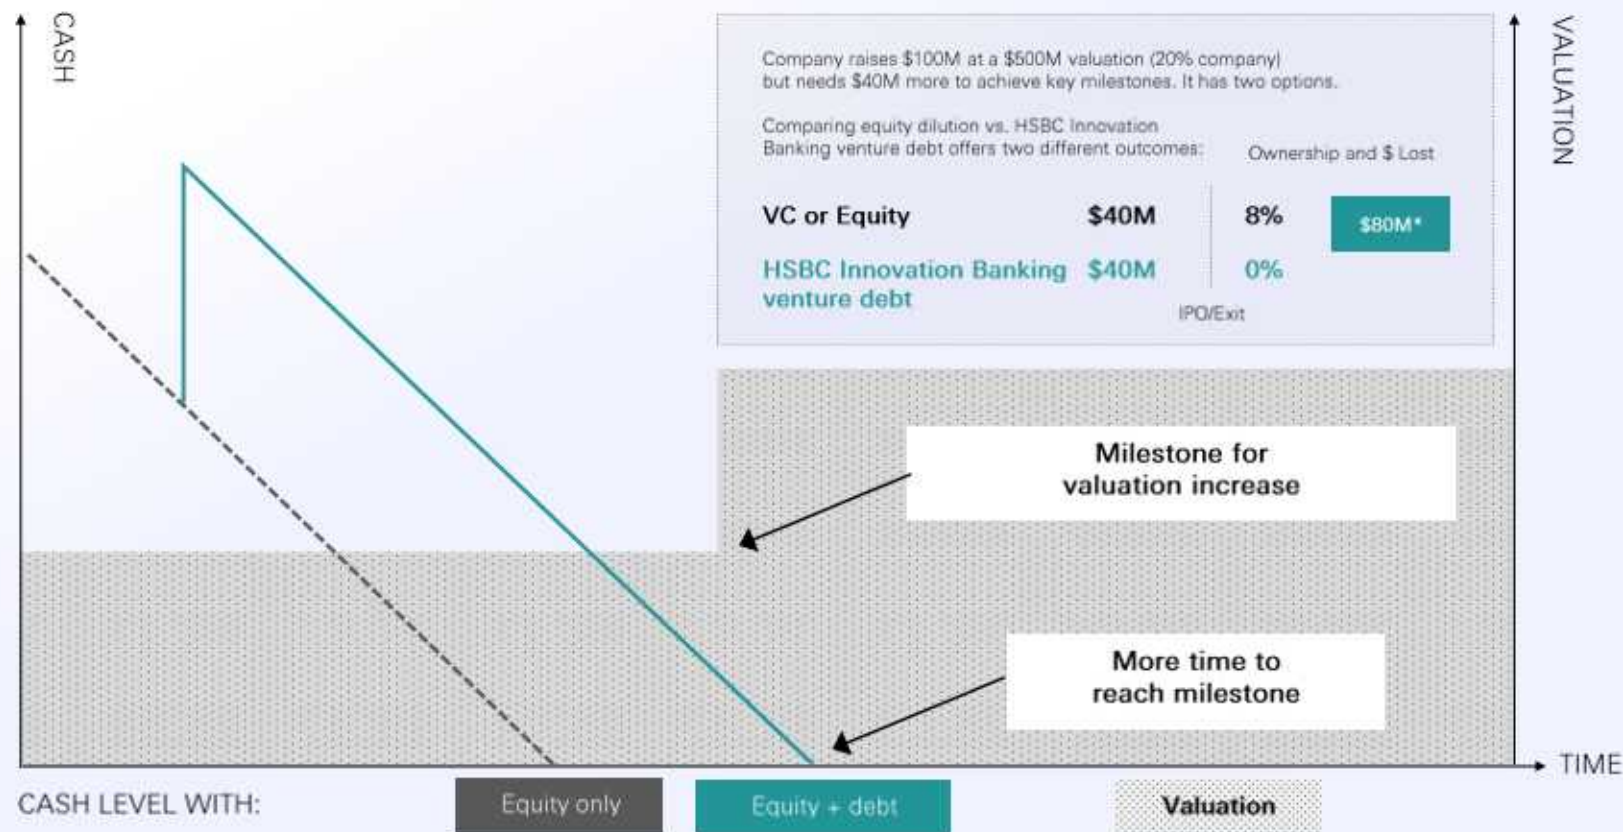 CASH
VALUATION
Company raises $100M at a $500M valuation (20% company)
but needs $40M more to achieve key milestones. It has two options.
Comparing equity dilution vs. HSBC Innovation
Banking venture debt offers two different outcomes:
Ownership and $ Lost
VC or Equity $40M 8% $80M*
HSBC Innovation Banking $40M 0%
venture debt
IPO/Exit
Milestone for
valuation increase
More time to
reach milestone
TIME
CASH LEVEL WITH: Equity only Equity + debt Valuation